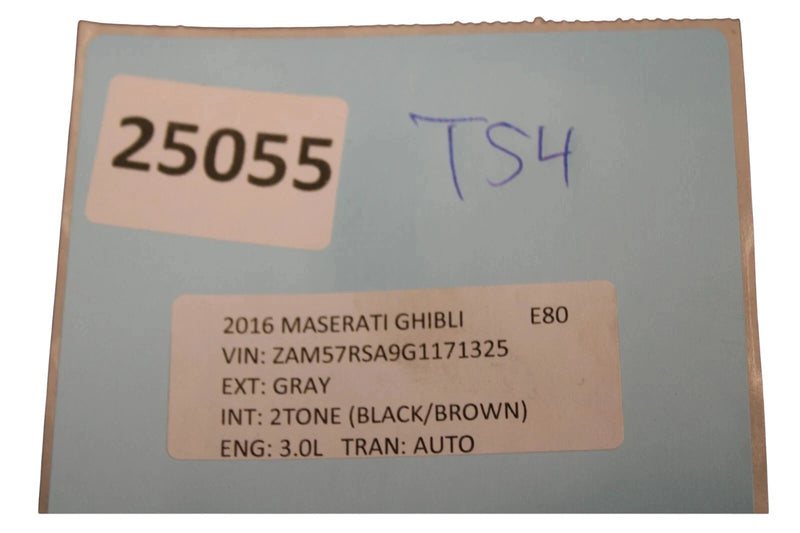 25055
TS4
2016 MASERATI GHIBLI E80
VIN: ZAM57RSA9G1171325
EXT: GRAY
INT: 2TONE (BLACK/BROWN)
ENG: 3.0L TRAN: AUTO